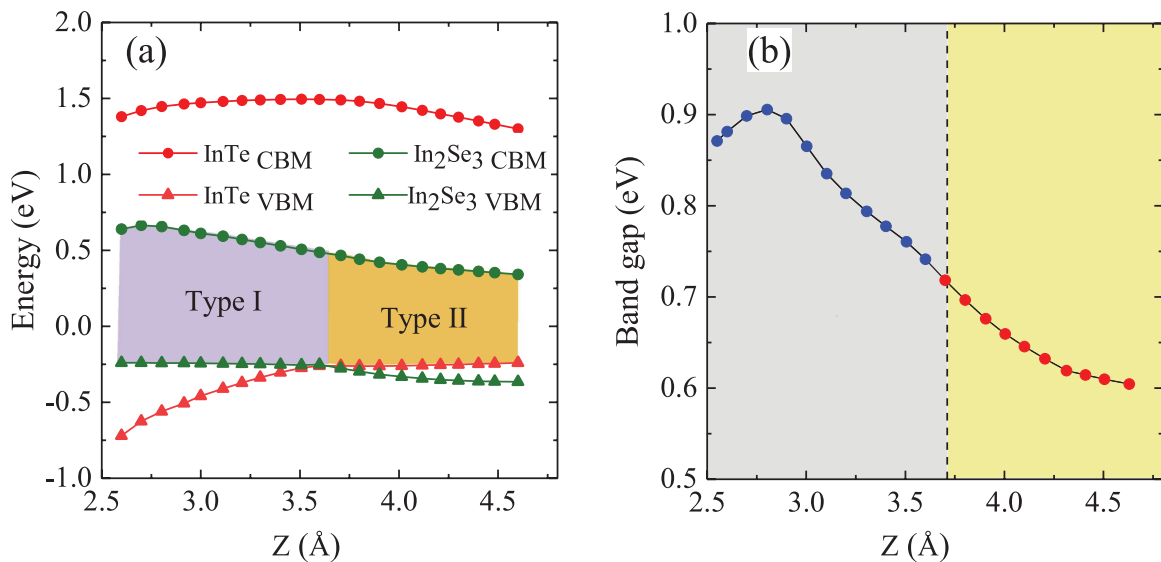 (a)
2.0
1.5
1.0
0.5
0.0
-0.5
-1.0
Energy (eV)
InTe CBM
In2Se3 CBM
InTe VBM
In2Se3 VBM
Type I
Type II
2.5 3.0 3.5 4.0 4.5
Z (Å)
(b)
1.0
0.9
0.8
0.7
0.6
0.5
Band gap (eV)
2.5 3.0 3.5 4.0 4.5
Z (Å)